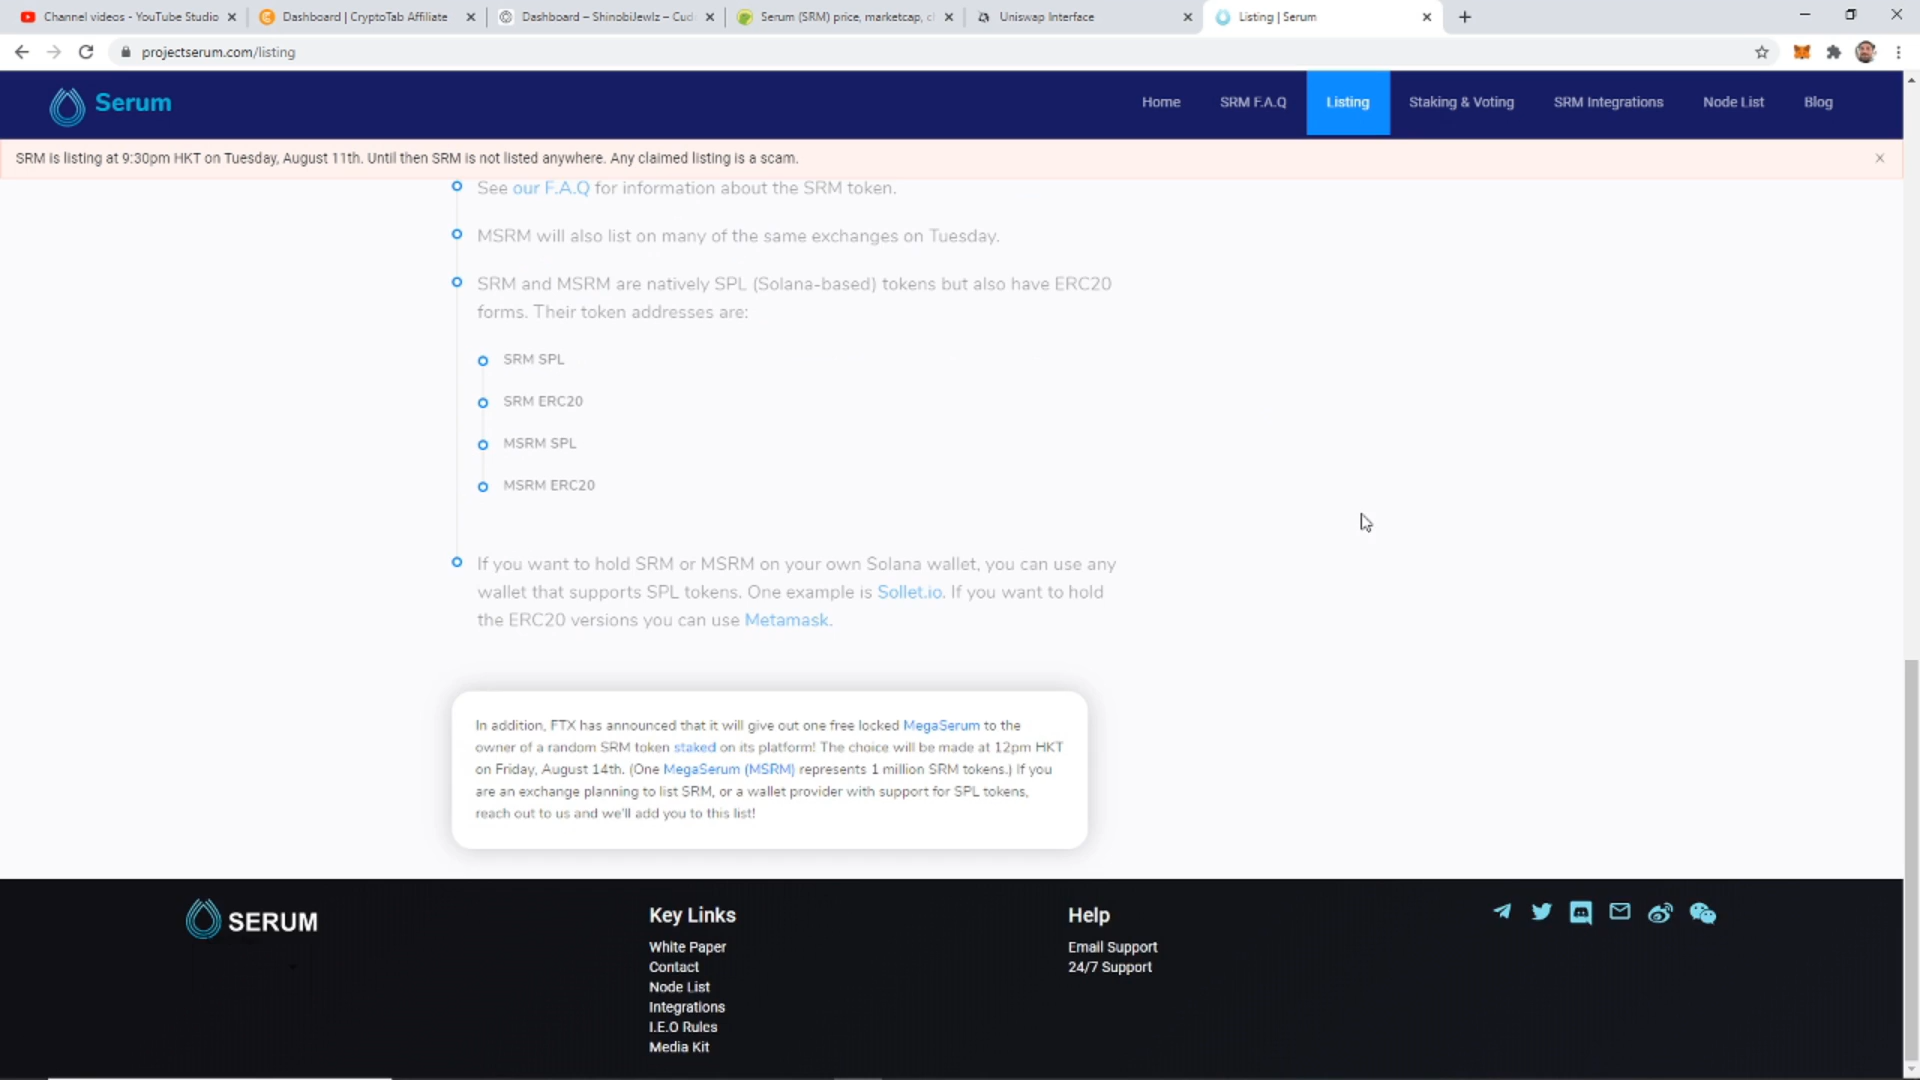 Channel videos - YouTube Studio
Dashboard | CryptoTab Affiliate
Dashboard – ShinobiJewlz – Cud
Serum (SRM) price, marketcap, c
Uniswap Interface
Listing | Serum
projectserum.com/listing
Serum
Home
SRM F.A.Q
Listing
Staking & Voting
SRM Integrations
Node List
Blog
SRM is listing at 9:30pm HKT on Tuesday, August 11th. Until then SRM is not listed anywhere. Any claimed listing is a scam.
See our F.A.Q for information about the SRM token.
MSRM will also list on many of the same exchanges on Tuesday.
SRM and MSRM are natively SPL (Solana-based) tokens but also have ERC20
forms. Their token addresses are:
SRM SPL
SRM ERC20
MSRM SPL
MSRM ERC20
If you want to hold SRM or MSRM on your own Solana wallet, you can use any
wallet that supports SPL tokens. One example is Sollet.io. If you want to hold
the ERC20 versions you can use Metamask.
In addition, FTX has announced that it will give out one free locked MegaSerum to the
owner of a random SRM token staked on its platform! The choice will be made at 12pm HKT
on Friday, August 14th. (One MegaSerum (MSRM) represents 1 million SRM tokens.) If you
are an exchange planning to list SRM, or a wallet provider with support for SPL tokens,
reach out to us and we'll add you to this list!
SERUM
Key Links
White Paper
Contact
Node List
Integrations
I.E.O Rules
Media Kit
Help
Email Support
24/7 Support